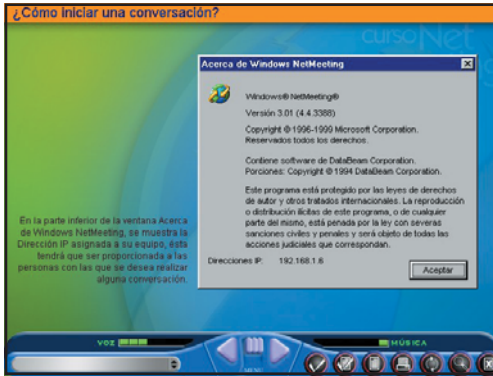 ¿Cómo iniciar una conversación?
curso Net
Acerca de Windows NetMeeting
Windows® NetMeeting®
Versión 3.01 (4.4.3388)
Copyright © 1996-1999 Microsoft Corporation.
Reservados todos los derechos.
Contiene software de DataBeam Corporation.
Porciones: Copyright © 1994 DataBeam Corporation.
Este programa está protegido por las leyes de derechos
de autor y otros tratados internacionales. La reproducción
o distribución ilícitas de este programa, o de cualquier
parte del mismo, está penada por la ley con severas
sanciones civiles y penales y será objeto de todas las
acciones judiciales que correspondan.
Direcciones IP: 192.168.1.6
Aceptar
En la parte inferior de la ventana Acerca
de Windows NetMeeting, se muestra la
Dirección IP asignada a su equipo, ésta
tendrá que ser proporcionada a las
personas con las que se desea realizar
alguna conversación.
VOZ
MÚSICA
MENU